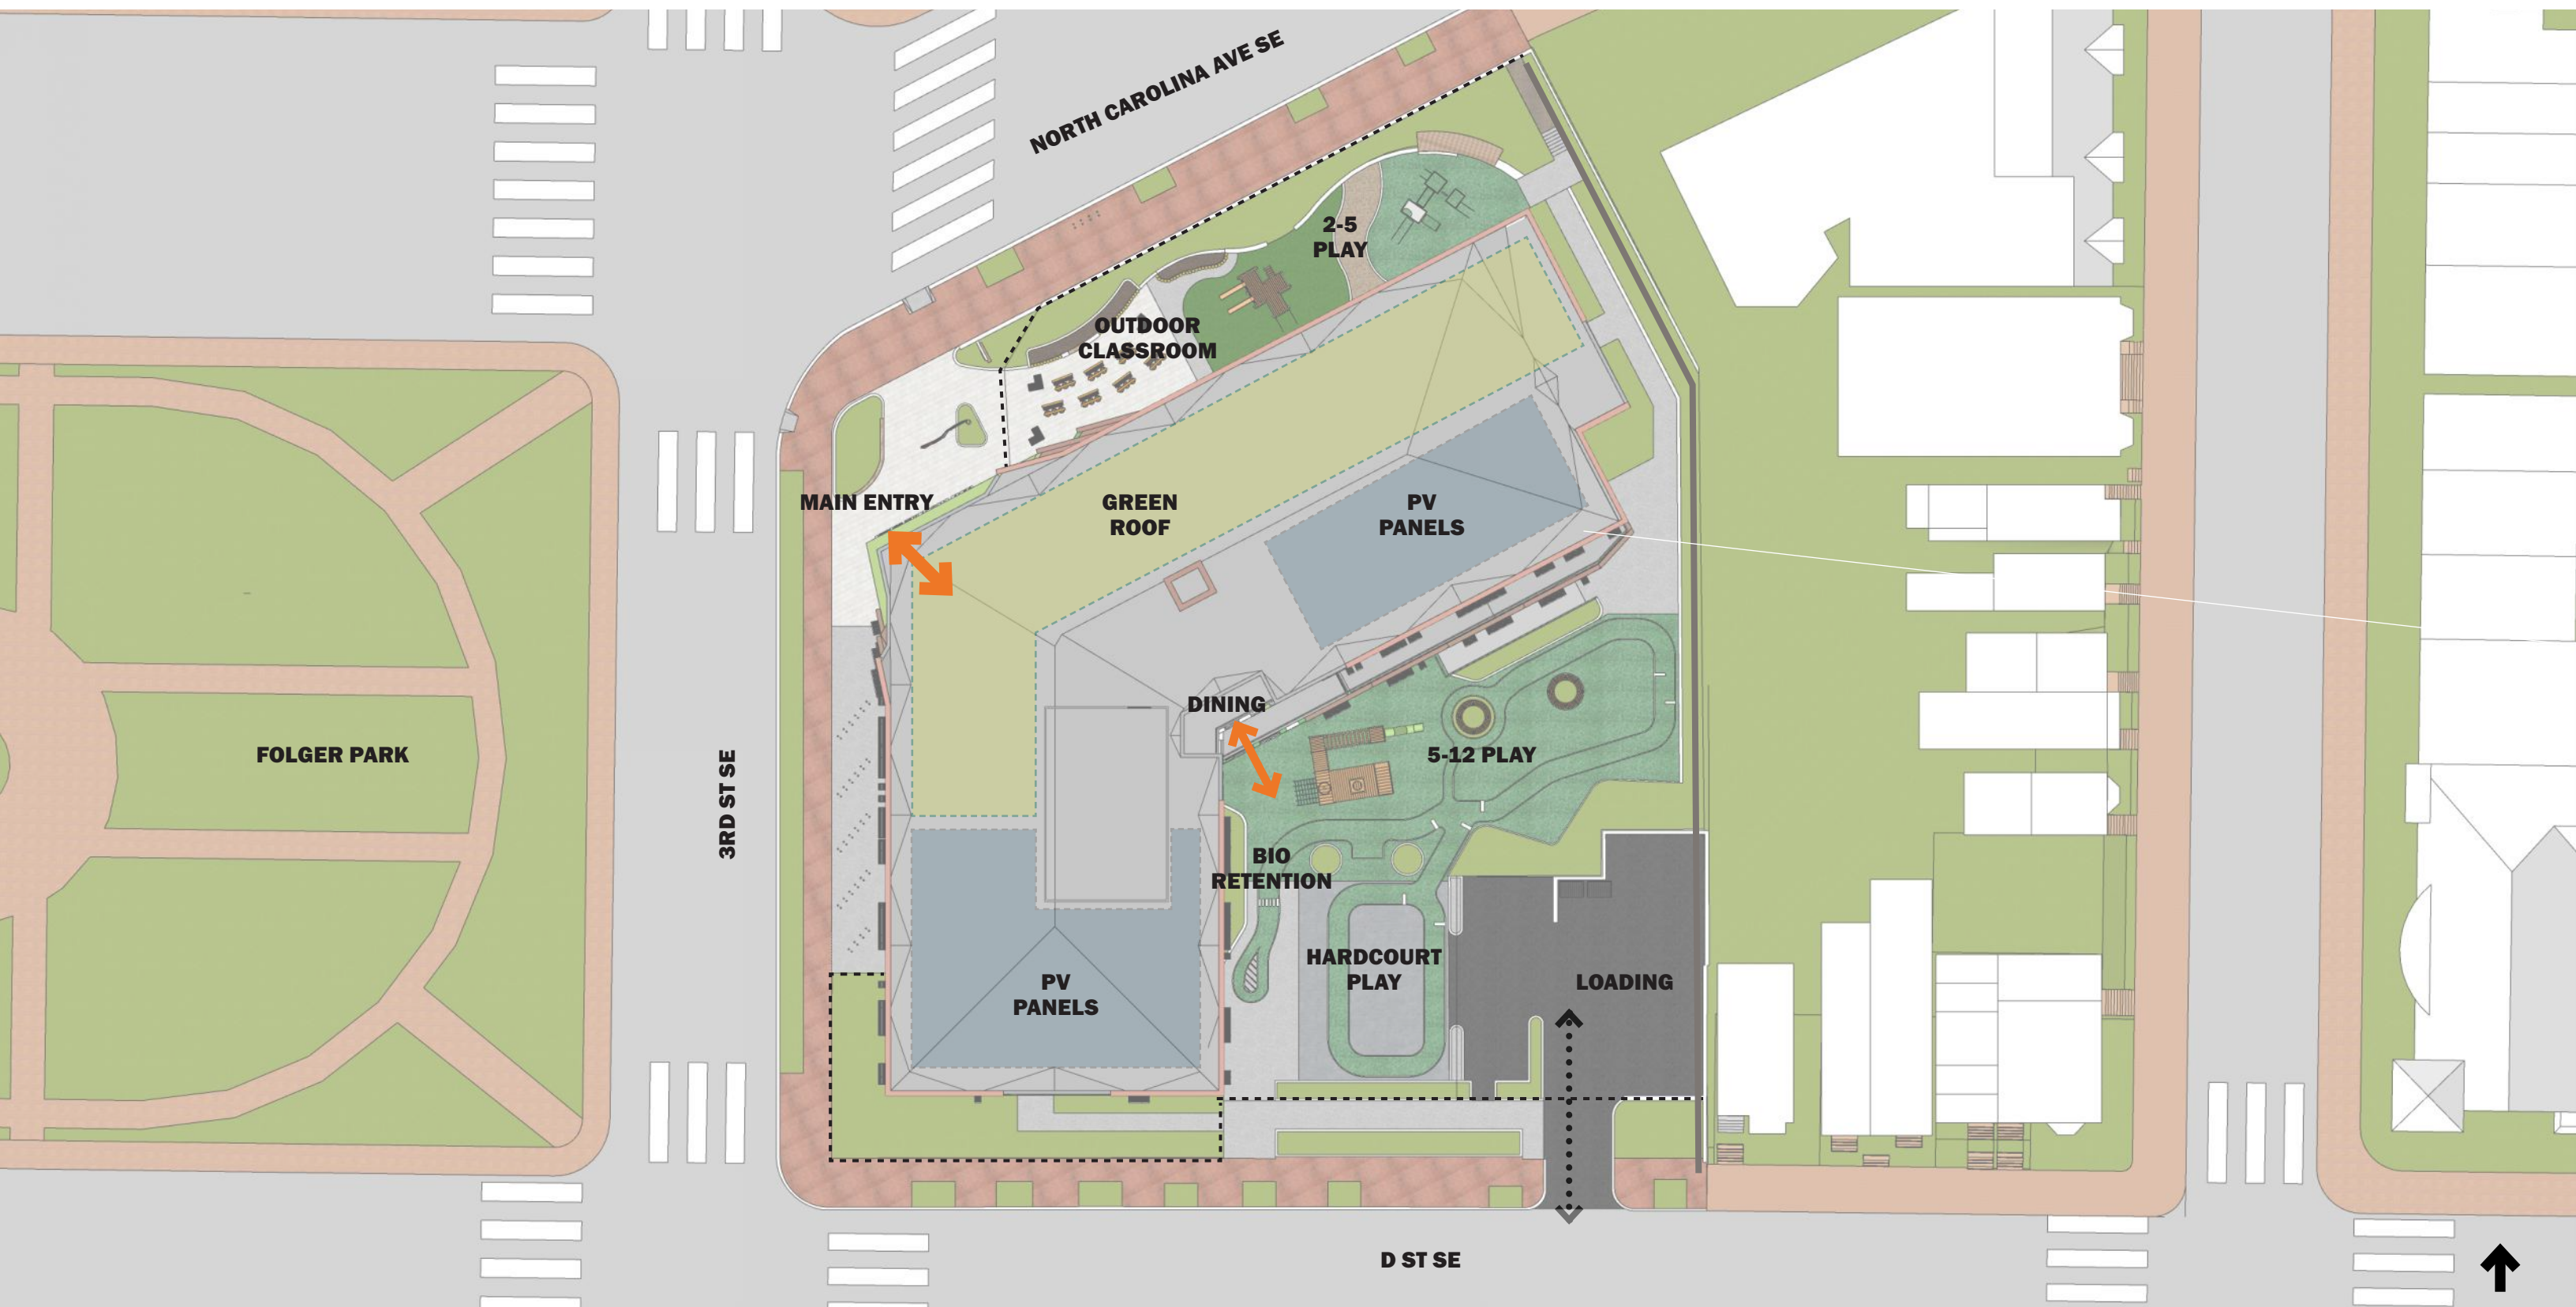 NORTH CAROLINA AVE SE
2-5
PLAY
OUTDOOR
CLASSROOM
MAIN ENTRY
GREEN
ROOF
PV
PANELS
DINING
FOLGER PARK
3RD ST SE
5-12 PLAY
BIO
RETENTION
HARDCOURT
PLAY
PV
PANELS
LOADING
D ST SE